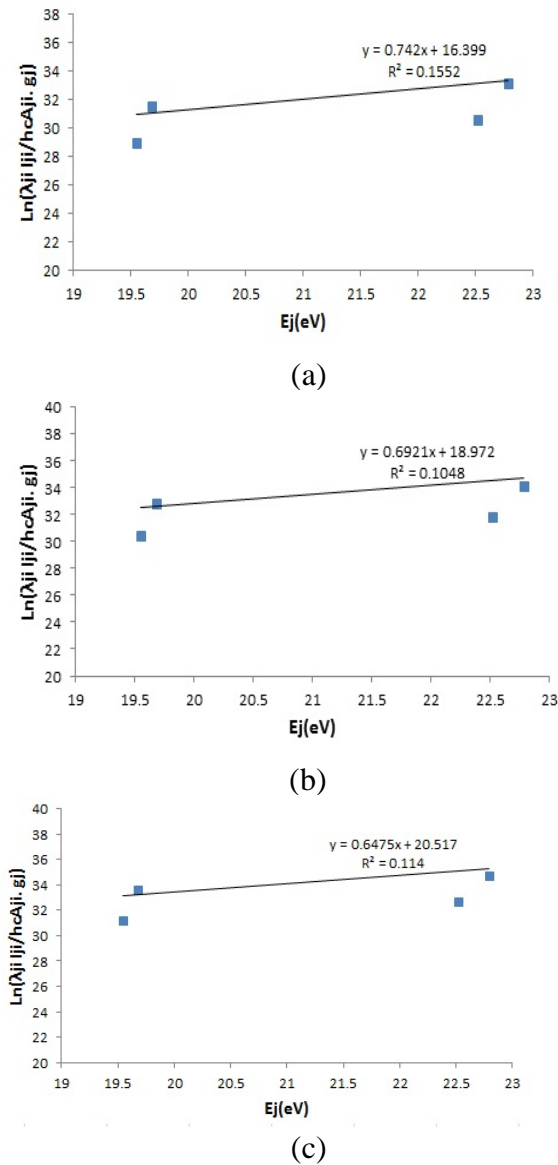 38
36
34
32
30
28
26
24
22
20
Ln(λji Iji/hcAji. gj)
y = 0.742x + 16.399
R² = 0.1552
19 19.5 20 20.5 21 21.5 22 22.5 23
Ej(eV)
(a)
40
38
36
34
32
30
28
26
24
22
20
Ln(λji Iji/hcAji. gj)
y = 0.6921x + 18.972
R² = 0.1048
19 19.5 20 20.5 21 21.5 22 22.5 23
Ej(eV)
(b)
40
38
36
34
32
30
28
26
24
22
20
Ln(λji Iji/hcAji. gj)
y = 0.6475x + 20.517
R² = 0.114
19 19.5 20 20.5 21 21.5 22 22.5 23
Ej(eV)
(c)